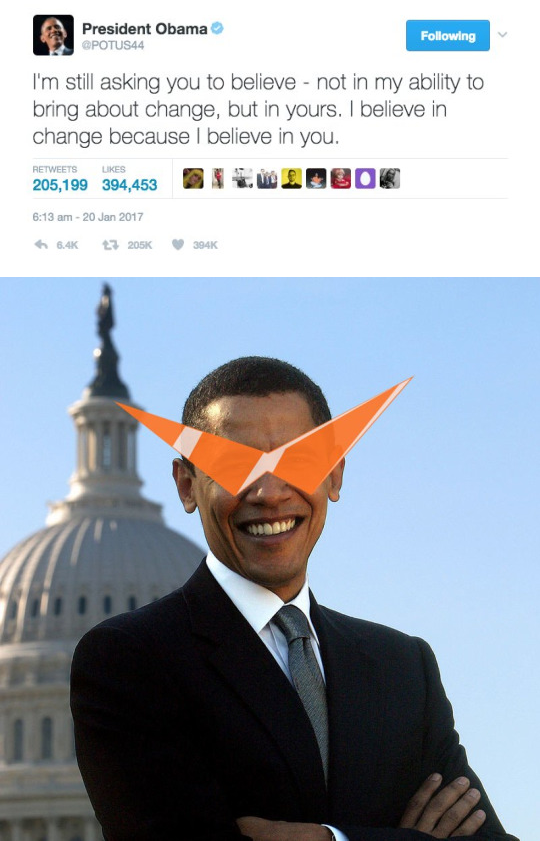 President Obama
@POTUS44
Following
I'm still asking you to believe - not in my ability to
bring about change, but in yours. I believe in
change because I believe in you.
RETWEETS LIKES
205,199 394,453
6:13 am - 20 Jan 2017
6.4K 205K 394K